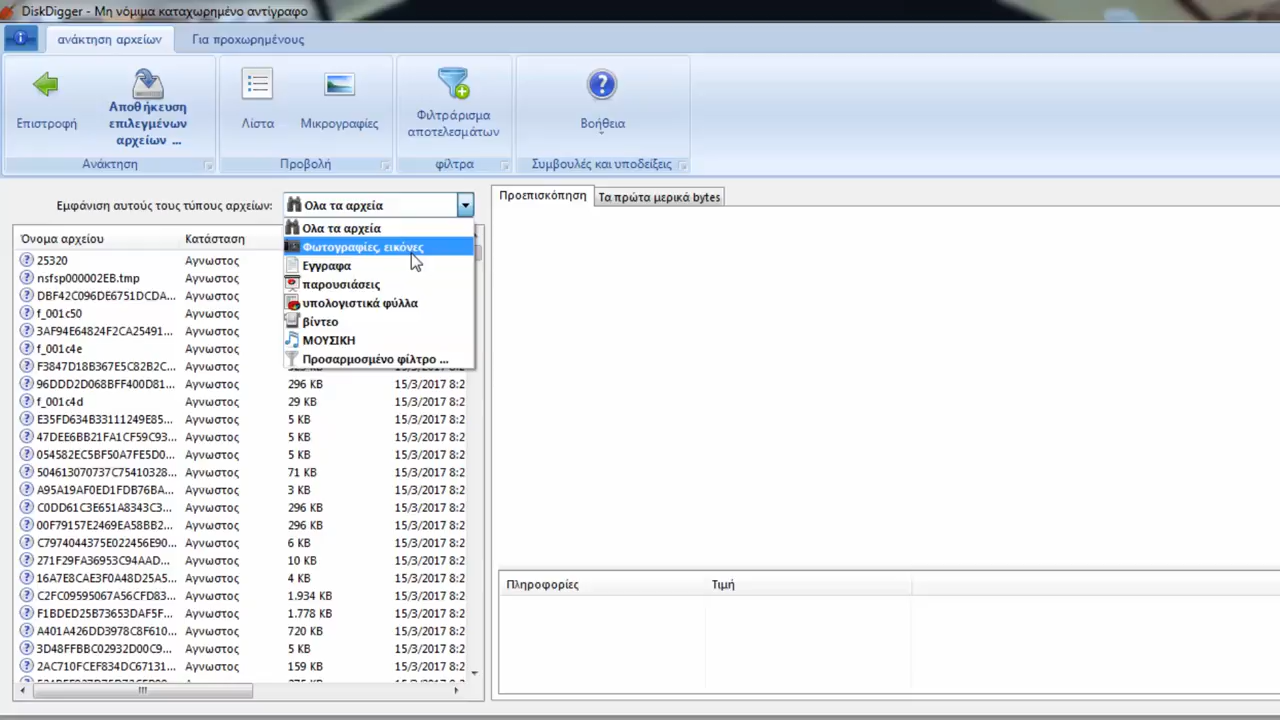 DiskDigger - Μη νόμιμα καταχωρημένο αντίγραφο
ανάκτηση αρχείων Για προχωρημένους
Επιστροφή
Αποθήκευση
επιλεγμένων
αρχείων ...
Λίστα
Μικρογραφίες
Φιλτράρισμα
αποτελεσμάτων
Βοήθεια
Ανάκτηση Προβολή φίλτρα Συμβουλές και υποδείξεις
Εμφάνιση αυτούς τους τύπους αρχείων: Ολα τα αρχεία
Ολα τα αρχεία
Φωτογραφίες, εικόνες
Εγγραφα
παρουσιάσεις
υπολογιστικά φύλλα
βίντεο
ΜΟΥΣΙΚΗ
Προσαρμοσμένο φίλτρο ...
Προεπισκόπηση Τα πρώτα μερικά bytes
Όνομα αρχείου Κατάσταση
25320 Αγνωστος
nsfsp000002EB.tmp Αγνωστος
DBF42C096DE6751DCDA... Αγνωστος
f_001c50 Αγνωστος
3AF94E64824F2CA25491... Αγνωστος
f_001c4e Αγνωστος
F3847D18B3675C82B2C... Αγνωστος
96DDD2D068BFF400D81... Αγνωστος 296 KB 15/3/2017 8:2
f_001c4d Αγνωστος 29 KB 15/3/2017 8:2
E35FD634B33111249E85... Αγνωστος 5 KB 15/3/2017 8:2
47DEE6BB21FA1CF59C93... Αγνωστος 5 KB 15/3/2017 8:2
054582EC5BF50A7FE5D0... Αγνωστος 5 KB 15/3/2017 8:2
504613070737C75410328... Αγνωστος 71 KB 15/3/2017 8:2
A95A19AF0ED1FDB76BA... Αγνωστος 3 KB 15/3/2017 8:2
C0DD61C3E651A8343C3... Αγνωστος 296 KB 15/3/2017 8:2
00F79157E2469EA58BB2... Αγνωστος 296 KB 15/3/2017 8:2
C7974044375E022456E90... Αγνωστος 6 KB 15/3/2017 8:2
271F29FA36953C94AAD... Αγνωστος 10 KB 15/3/2017 8:2
16A7E8CAE3F0A48D25A5... Αγνωστος 4 KB 15/3/2017 8:2
C2FC09595067A56CFD83... Αγνωστος 1.934 KB 15/3/2017 8:2
F1BDED25B73653DAF5F... Αγνωστος 1.778 KB 15/3/2017 8:2
A401A426DD3978C8F610... Αγνωστος 720 KB 15/3/2017 8:2
3D48FFBBC02932D00C9... Αγνωστος 5 KB 15/3/2017 8:2
2AC710FCEF834DC67131... Αγνωστος 159 KB 15/3/2017 8:2
Πληροφορίες Τιμή